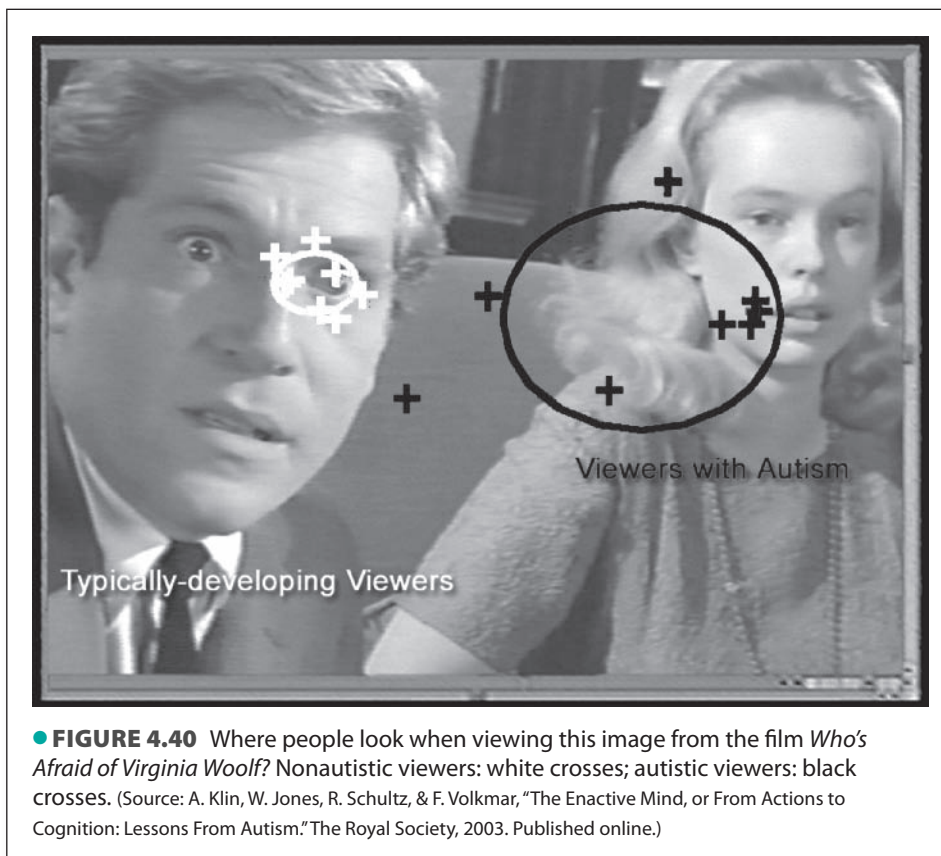 Viewers with Autism
Typically-developing Viewers
● FIGURE 4.40 Where people look when viewing this image from the film Who's
Afraid of Virginia Woolf? Nonautistic viewers: white crosses; autistic viewers: black
crosses. (Source: A. Klin, W. Jones, R. Schultz, & F. Volkmar, “The Enactive Mind, or From Actions to
Cognition: Lessons From Autism.” The Royal Society, 2003. Published online.)